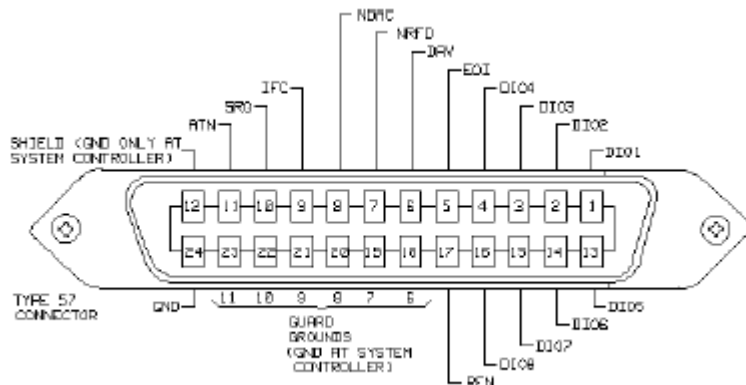 NDAC
NRFD
DAV
IFC
EOI
SRQ
DIO4
ATN
DIO3
SHIELD (GND ONLY AT
SYSTEM CONTROLLER)
DIO2
DIO1
12 11 10 9 8 7 6 5 4 3 2 1
24 23 22 21 20 19 18 17 16 15 14 13
TYPE 57
CONNECTOR
GND
11 10 9 8 7 6
DIO5
GUARD
GROUNDS
(GND AT SYSTEM
CONTROLLER)
DIO6
DIO7
DIO8
REN